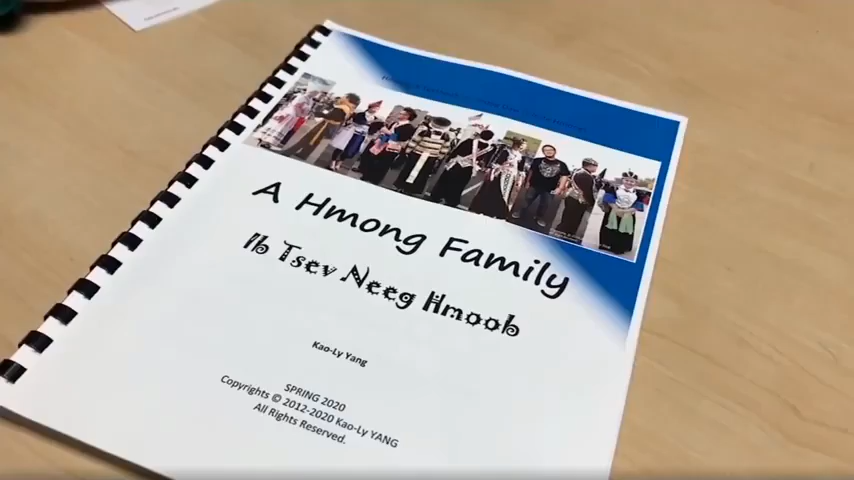 A Hmong Family
Ib Tsev Neeg Hmoob
Kao-Ly Yang
SPRING 2020
Copyrights © 2012-2020 Kao-Ly YANG
All Rights Reserved.